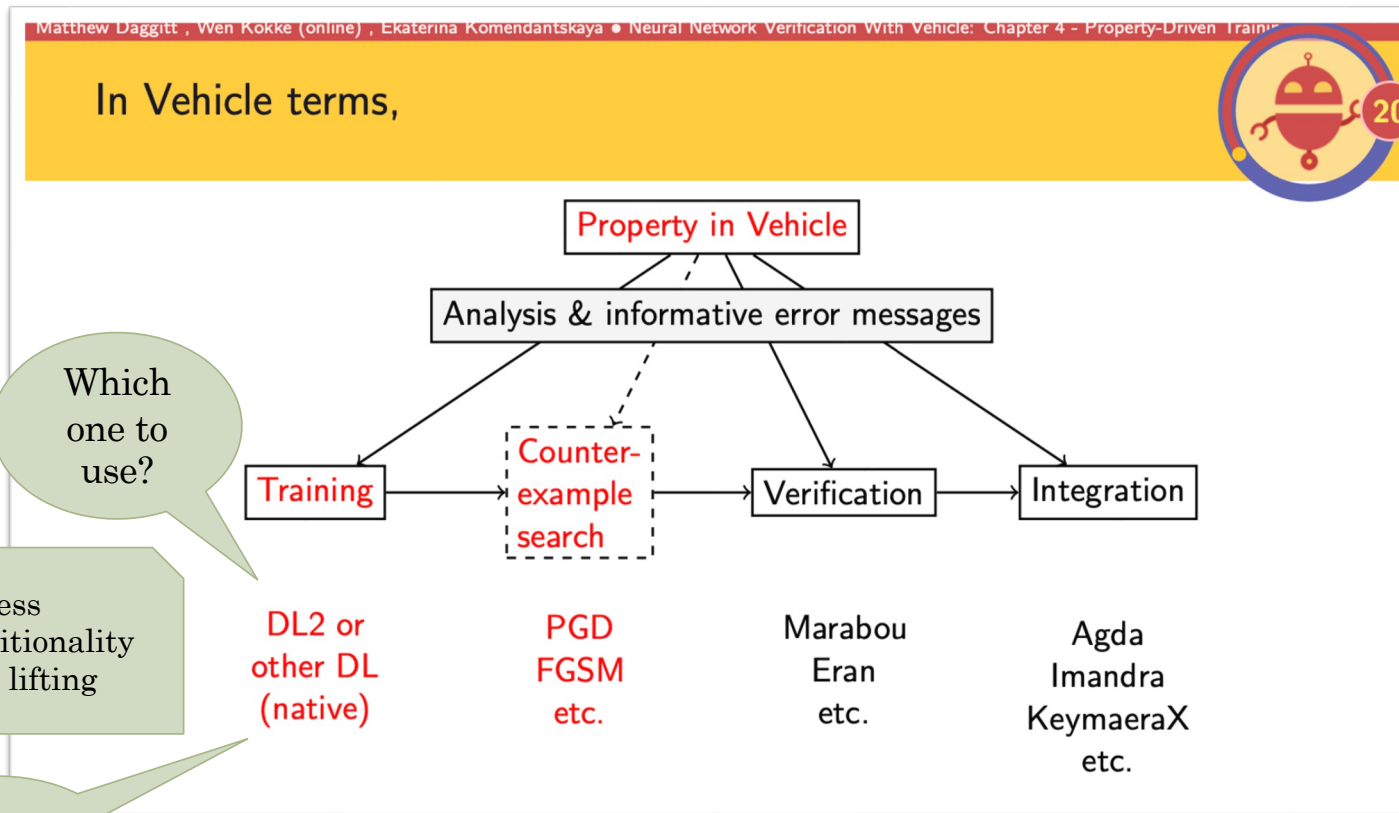 Matthew Daggitt , Wen Kokke (online) , Ekaterina Komendantskaya ● Neural Network Verification With Vehicle: Chapter 4 - Property-Driven
In Vehicle terms,
20
Property in Vehicle
Analysis & informative error messages
Which
one to
use?
Training
Counter-
example
search
Verification
Integration
lifting
DL2 or
other DL
(native)
PGD
FGSM
etc.
Marabou
Eran
etc.
Agda
Imandra
KeymaeraX
etc.